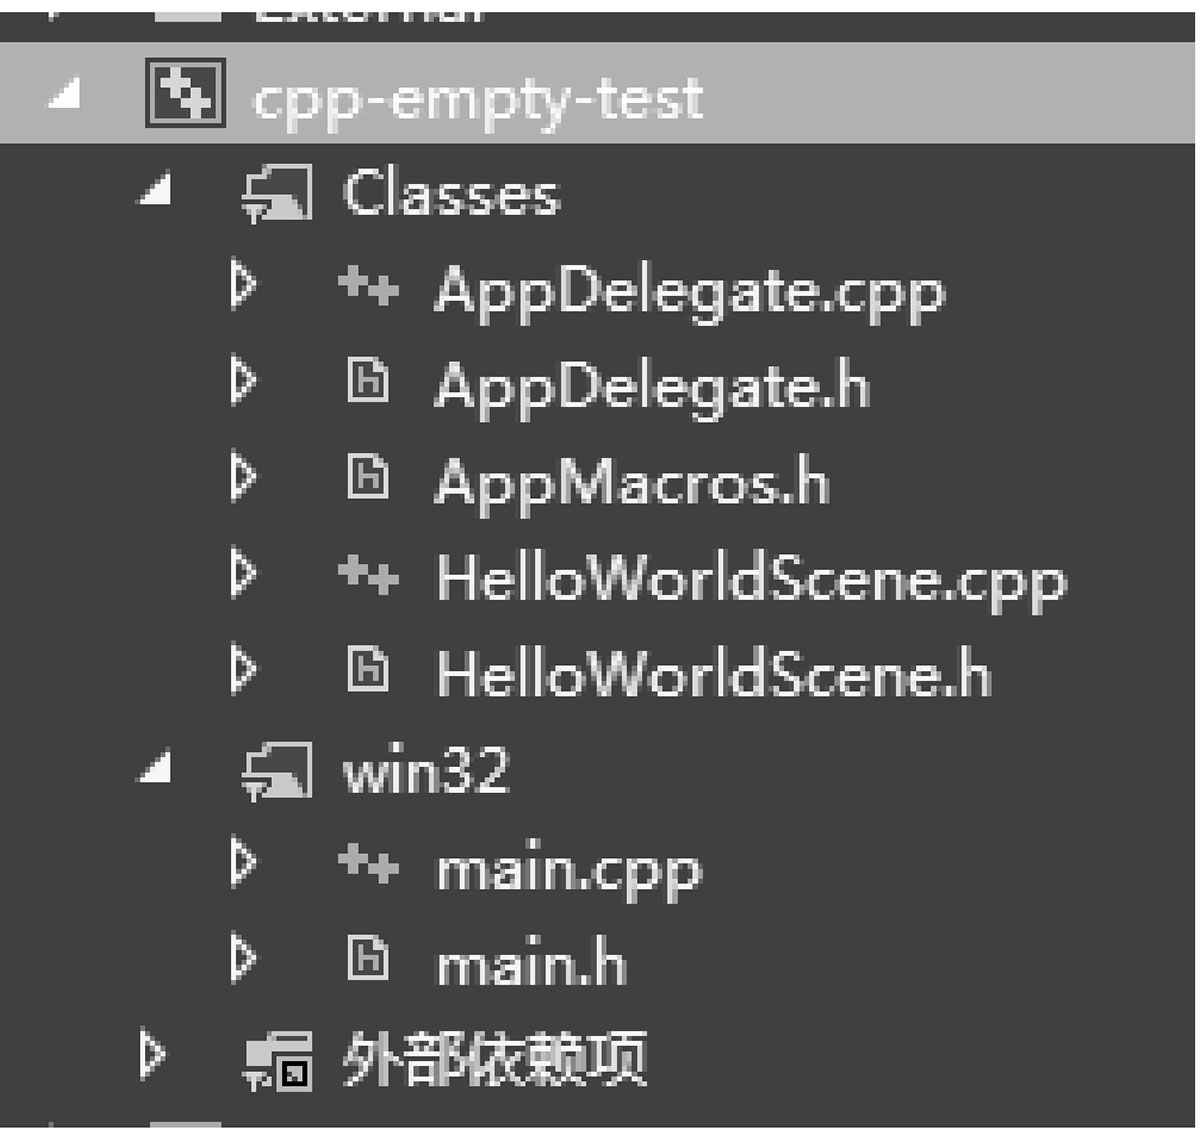 External
cpp-empty-test
Classes
AppDelegate.cpp
AppDelegate.h
AppMacros.h
HelloWorldScene.cpp
HelloWorldScene.h
win32
main.cpp
main.h
外部依赖项